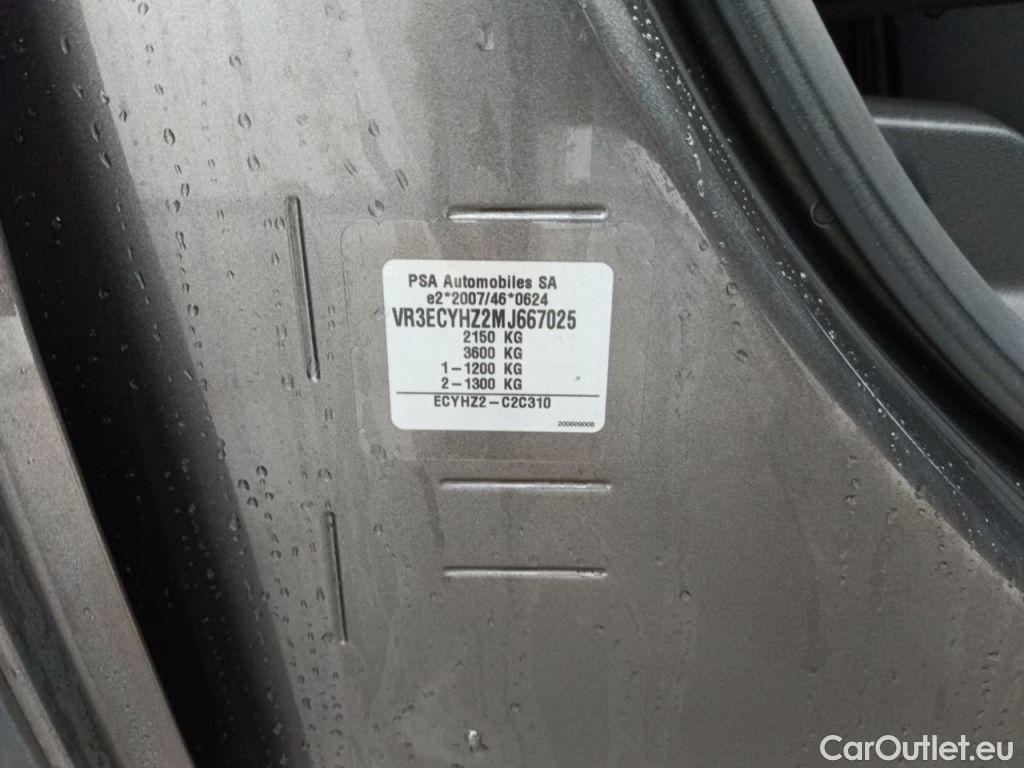 PSA Automobiles SA
e2*2007/46*0624
VR3ECYHZ2MJ667025
2150 KG
3600 KG
1-1200 KG
2-1300 KG
ECYHZ2-C2C310
200609008
CarOutlet.eu